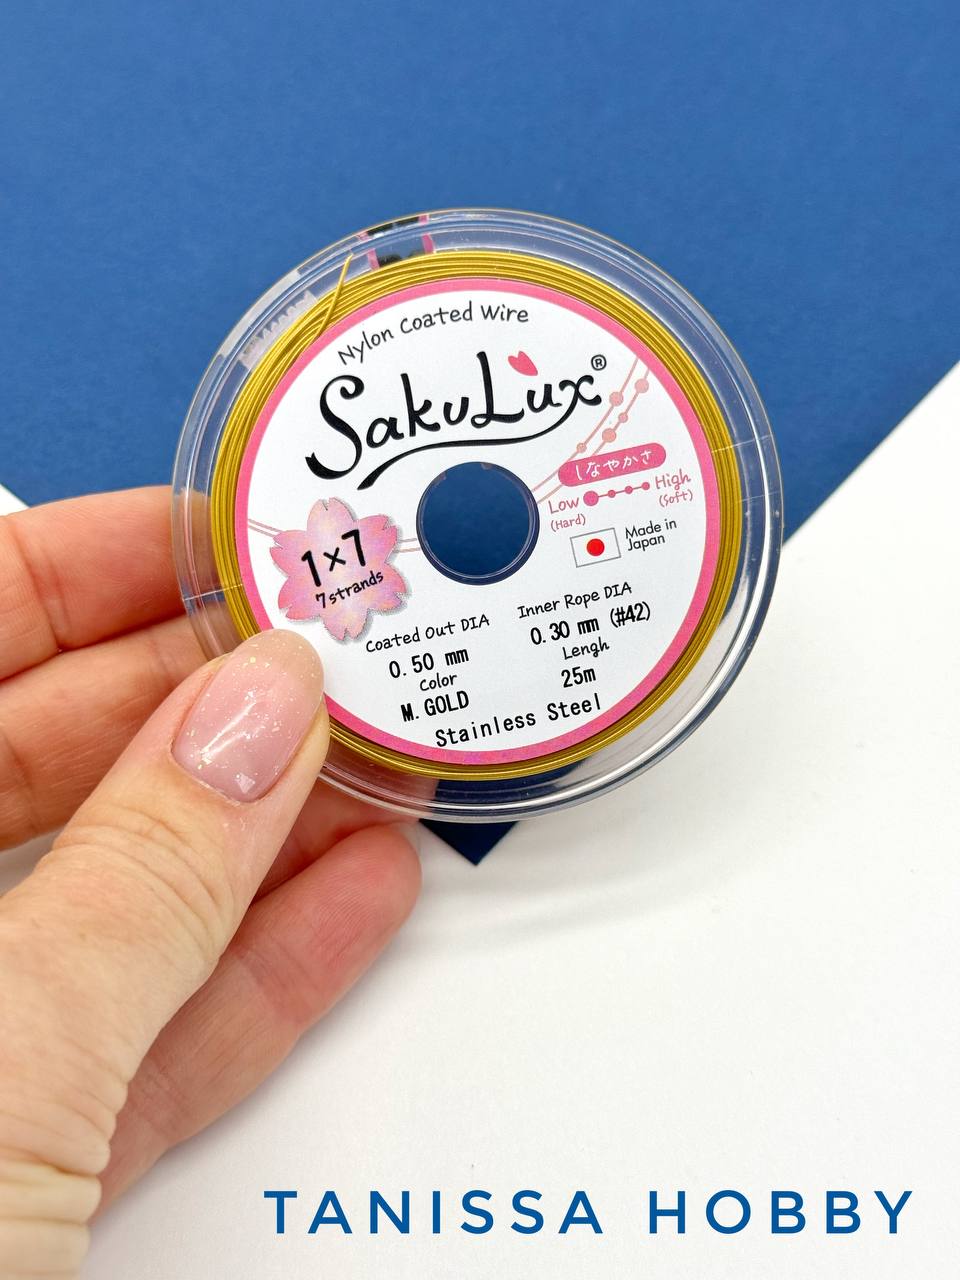 Nylon Coated Wire
SakuLux®
しなやかさ
Low High
(Hard) (Soft)
Made in
Japan
1×7
7strands
Coated Out DIA
0.50 mm
Color
M. GOLD
Inner Rope DIA
0.30 mm (#42)
Lengh
25m
Stainless Steel
TANISSA HOBBY